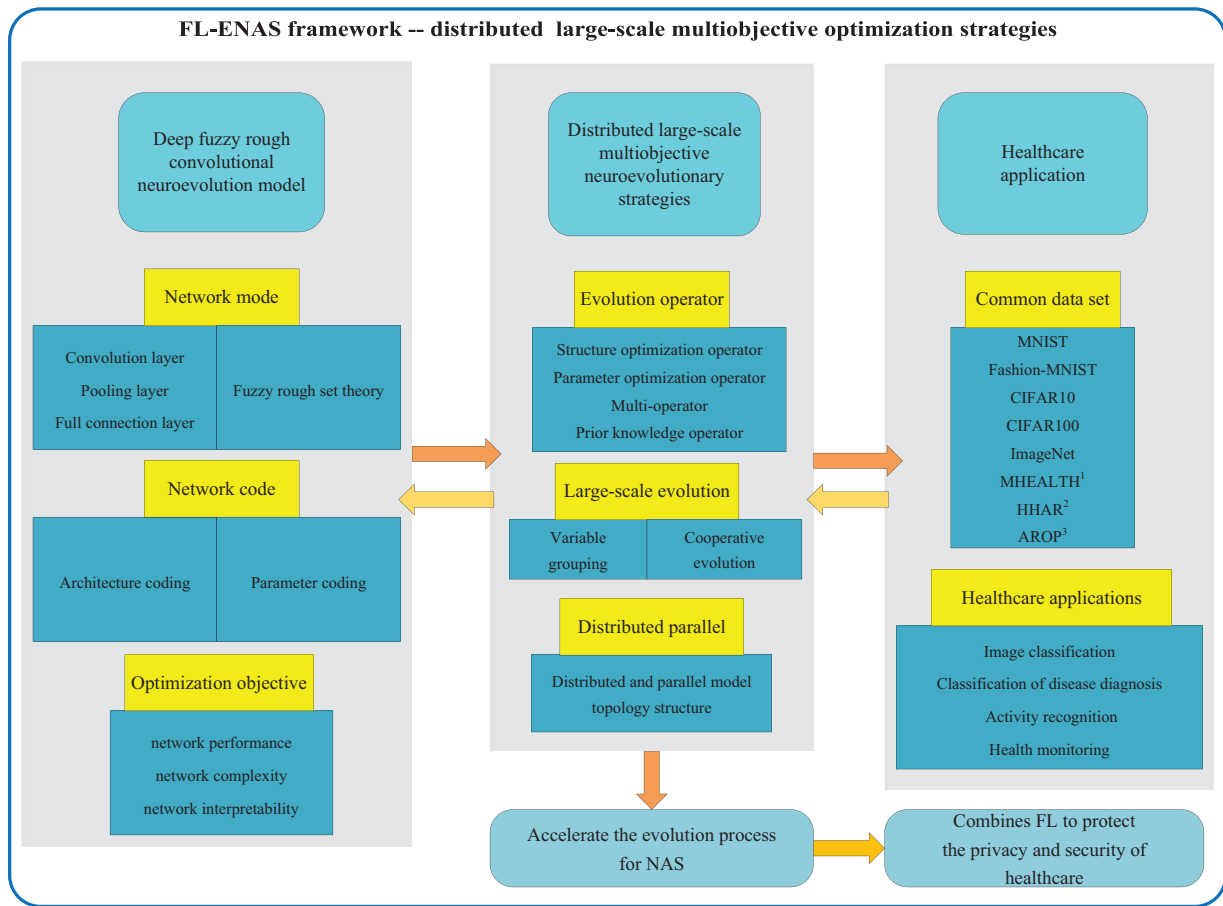 FL-ENAS framework -- distributed large-scale multiobjective optimization strategies
Deep fuzzy rough
convolutional
neuroevolution model
Network mode
Convolution layer
Pooling layer
Full connection layer
Fuzzy rough set theory
Network code
Architecture coding
Parameter coding
Optimization objective
network performance
network complexity
network interpretability
Distributed large-scale
multiobjective
neuroevolutionary
strategies
Evolution operator
Structure optimization operator
Parameter optimization operator
Multi-operator
Prior knowledge operator
Large-scale evolution
Variable
grouping
Cooperative
evolution
Distributed parallel
Distributed and parallel model
topology structure
Accelerate the evolution process
for NAS
Healthcare
application
Common data set
MNIST
Fashion-MNIST
CIFAR10
CIFAR100
ImageNet
MHEALTH¹
HHAR²
AROP³
Healthcare applications
Image classification
Classification of disease diagnosis
Activity recognition
Health monitoring
Combines FL to protect
the privacy and security of
healthcare